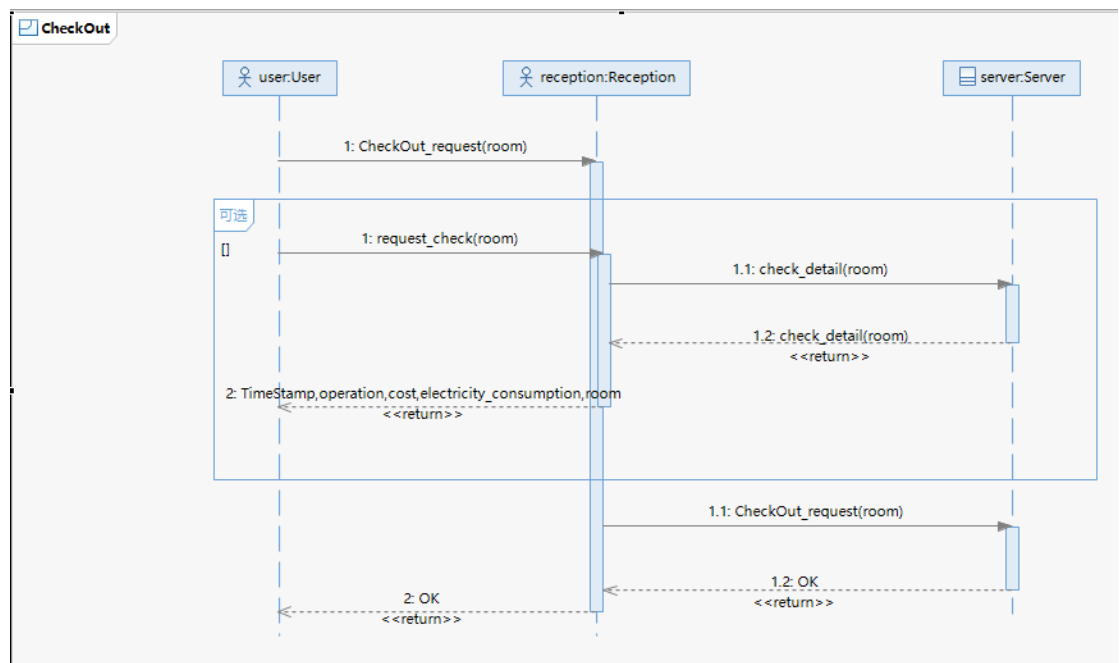 CheckOut
user:User
reception:Reception
server:Server
1: CheckOut_request(room)
可选
[]
1: request_check(room)
1.1: check_detail(room)
1.2: check_detail(room)
<<return>>
2: TimeStamp,operation,cost,electricity_consumption,room
<<return>>
1.1: CheckOut_request(room)
1.2: OK
<<return>>
2: OK
<<return>>